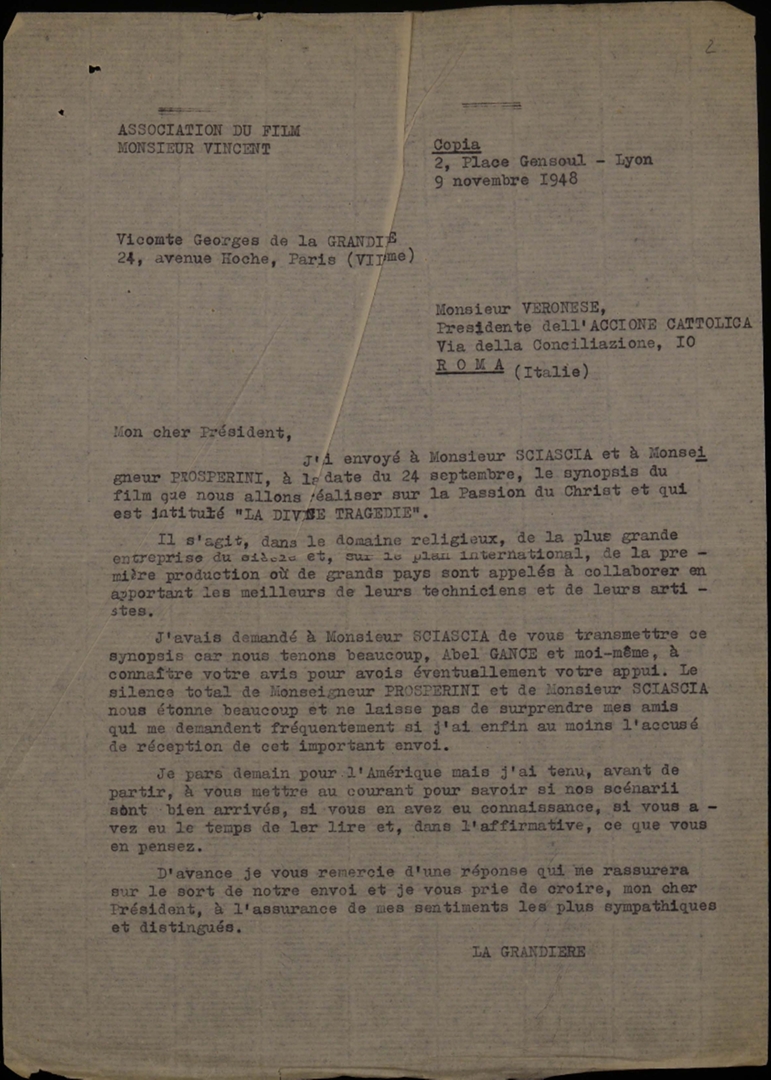 2
ASSOCIATION DU FILM
MONSIEUR VINCENT
Copia
2, Place Gensoul - Lyon
9 novembre 1948
Vicomte Georges de la GRANDIE
24, avenue Hoche, Paris (VIIme)
Monsieur VERONESE,
Presidente dell'ACCIONE CATTOLICA
Via della Conciliazione, IO
R O M A (Italie)
Mon cher Président,
J'i envoyé à Monsieur SCIASCIA et à Monsei
gneur PROSPERINI, à la date du 24 septembre, le synopsis du
film que nous allons réaliser sur la Passion du Christ et qui
est intitulé "LA DIVINE TRAGEDIE".
Il s'agit, dans le domaine religieux, de la plus grande
entreprise du siècle et, sur le plan international, de la pre -
mière production où de grands pays sont appelés à collaborer en
apportant les meilleurs de leurs techniciens et de leurs arti -
stes.
J'avais demandé à Monsieur SCIASCIA de vous transmettre ce
synopsis car nous tenons beaucoup, Abel GANCE et moi-même, à
connaître votre avis pour avois éventuellement votre appui. Le
silence total de Monseigneur PROSPERINI et de Monsieur SCIASCIA
nous étonne beaucoup et ne laisse pas de surprendre mes amis
qui me demandent fréquentement si j'ai enfin au moins l'accusé
de réception de cet important envoi.
Je pars demain pour l'Amérique mais j'ai tenu, avant de
partir, à vous mettre au courant pour savoir si nos scénarii
sont bien arrivés, si vous en avez eu connaissance, si vous a -
vez eu le temps de ler lire et, dans l'affirmative, ce que vous
en pensez.
D'avance je vous remercie d'une réponse qui me rassurera
sur le sort de notre envoi et je vous prie de croire, mon cher
Président, à l'assurance de mes sentiments les plus sympathiques
et distingués.
LA GRANDIERE